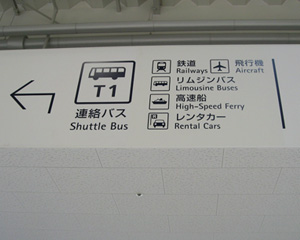 T1
連絡バス
Shuttle Bus
鉄道 飛行機
Railways Aircraft
リムジンバス
Limousine Buses
高速船
High-Speed Ferry
レンタカー
Rental Cars